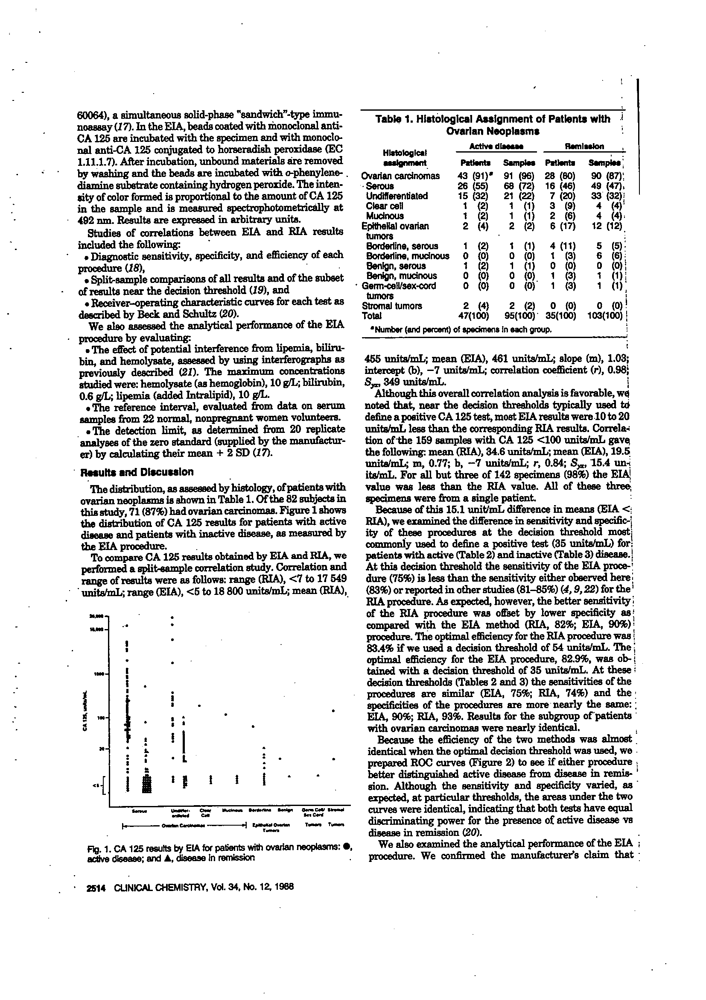 60064), a simultaneous solid-phase "sandwich"-type immu-
noassay (17). In the EIA, beads coated with monoclonal anti-
CA 125 are incubated with the specimen and with monoclo-
nal anti-CA 125 conjugated to horseradish peroxidase (EC
1.11.1.7). After incubation, unbound materials are removed
by washing and the beads are incubated with o-phenylene-
diamine substrate containing hydrogen peroxide. The inten-
sity of color formed is proportional to the amount of CA 125
in the sample and is measured spectrophotometrically at
492 nm. Results are expressed in arbitrary units.
Studies of correlations between EIA and RIA results
included the following:
• Diagnostic sensitivity, specificity, and efficiency of each
procedure (18),
• Split-sample comparisons of all results and of the subset
of results near the decision threshold (19), and
• Receiver–operating characteristic curves for each test as
described by Beck and Schultz (20).
We also assessed the analytical performance of the EIA
procedure by evaluating:
• The effect of potential interference from lipemia, biliru-
bin, and hemolysate, assessed by using interferographs as
previously described (21). The maximum concentrations
studied were: hemolysate (as hemoglobin), 10 g/L; bilirubin,
0.6 g/L; lipemia (added Intralipid), 10 g/L.
• The reference interval, evaluated from data on serum
samples from 22 normal, nonpregnant women volunteers.
• The detection limit, as determined from 20 replicate
analyses of the zero standard (supplied by the manufactur-
er) by calculating their mean + 2 SD (17).
Results and Discussion
The distribution, as assessed by histology, of patients with
ovarian neoplasms is shown in Table 1. Of the 82 subjects in
this study, 71 (87%) had ovarian carcinomas. Figure 1 shows
the distribution of CA 125 results for patients with active
disease and patients with inactive disease, as measured by
the EIA procedure.
To compare CA 125 results obtained by EIA and RIA, we
performed a split-sample correlation study. Correlation and
range of results were as follows: range (RIA), <7 to 17 549
units/mL; range (EIA), <5 to 18 800 units/mL; mean (RIA),
20,000
10,000
1000
100
20
<5
CA 125, units/mL
Serous Undiffer- Clear Mucinous Borderline Benign Germ Cell/ Stromal
entiated Cell Sex Cord
Ovarian Carcinomas Epithelial Ovarian Tumors Tumors
Tumors
Fig. 1. CA 125 results by EIA for patients with ovarian neoplasms: ●,
active disease; and ▲, disease in remission
2514 CLINICAL CHEMISTRY, Vol. 34, No. 12, 1988
Table 1. Histological Assignment of Patients with
Ovarian Neoplasms
Active disease Remission
Histological
assignment Patients Samples Patients Samples
Ovarian carcinomas 43 (91)ª 91 (96) 28 (80) 90 (87)
Serous 26 (55) 68 (72) 16 (46) 49 (47)
Undifferentiated 15 (32) 21 (22) 7 (20) 33 (32)
Clear cell 1 (2) 1 (1) 3 (9) 4 (4)
Mucinous 1 (2) 1 (1) 2 (6) 4 (4)
Epithelial ovarian 2 (4) 2 (2) 6 (17) 12 (12)
tumors
Borderline, serous 1 (2) 1 (1) 4 (11) 5 (5)
Borderline, mucinous 0 (0) 0 (0) 1 (3) 6 (6)
Benign, serous 1 (2) 1 (1) 0 (0) 0 (0)
Benign, mucinous 0 (0) 0 (0) 1 (3) 1 (1)
Germ-cell/sex-cord 0 (0) 0 (0) 1 (3) 1 (1)
tumors
Stromal tumors 2 (4) 2 (2) 0 (0) 0 (0)
Total 47(100) 95(100) 35(100) 103(100)
ªNumber (and percent) of specimens in each group.
455 units/mL; mean (EIA), 461 units/mL; slope (m), 1.03;
intercept (b), −7 units/mL; correlation coefficient (r), 0.98;
Syx, 349 units/mL.
Although this overall correlation analysis is favorable, we
noted that, near the decision thresholds typically used to
define a positive CA 125 test, most EIA results were 10 to 20
units/mL less than the corresponding RIA results. Correla-
tion of the 159 samples with CA 125 <100 units/mL gave
the following: mean (RIA), 34.6 units/mL; mean (EIA), 19.5
units/mL; m, 0.77; b, −7 units/mL; r, 0.84; Syx, 15.4 un-
its/mL. For all but three of 142 specimens (98%) the EIA
value was less than the RIA value. All of these three
specimens were from a single patient.
Because of this 15.1 unit/mL difference in means (EIA <
RIA), we examined the difference in sensitivity and specific-
ity of these procedures at the decision threshold most
commonly used to define a positive test (35 units/mL) for
patients with active (Table 2) and inactive (Table 3) disease.
At this decision threshold the sensitivity of the EIA proce-
dure (75%) is less than the sensitivity either observed here
(83%) or reported in other studies (81–85%) (4, 9, 22) for the
RIA procedure. As expected, however, the better sensitivity
of the RIA procedure was offset by lower specificity as
compared with the EIA method (RIA, 82%; EIA, 90%)
procedure. The optimal efficiency for the RIA procedure was
83.4% if we used a decision threshold of 54 units/mL. The
optimal efficiency for the EIA procedure, 82.9%, was ob-
tained with a decision threshold of 35 units/mL. At these
decision thresholds (Tables 2 and 3) the sensitivities of the
procedures are similar (EIA, 75%; RIA, 74%) and the
specificities of the procedures are more nearly the same:
EIA, 90%; RIA, 93%. Results for the subgroup of patients
with ovarian carcinomas were nearly identical.
Because the efficiency of the two methods was almost
identical when the optimal decision threshold was used, we
prepared ROC curves (Figure 2) to see if either procedure
better distinguished active disease from disease in remis-
sion. Although the sensitivity and specificity varied, as
expected, at particular thresholds, the areas under the two
curves were identical, indicating that both tests have equal
discriminating power for the presence of active disease vs
disease in remission (20).
We also examined the analytical performance of the EIA
procedure. We confirmed the manufacturer's claim that